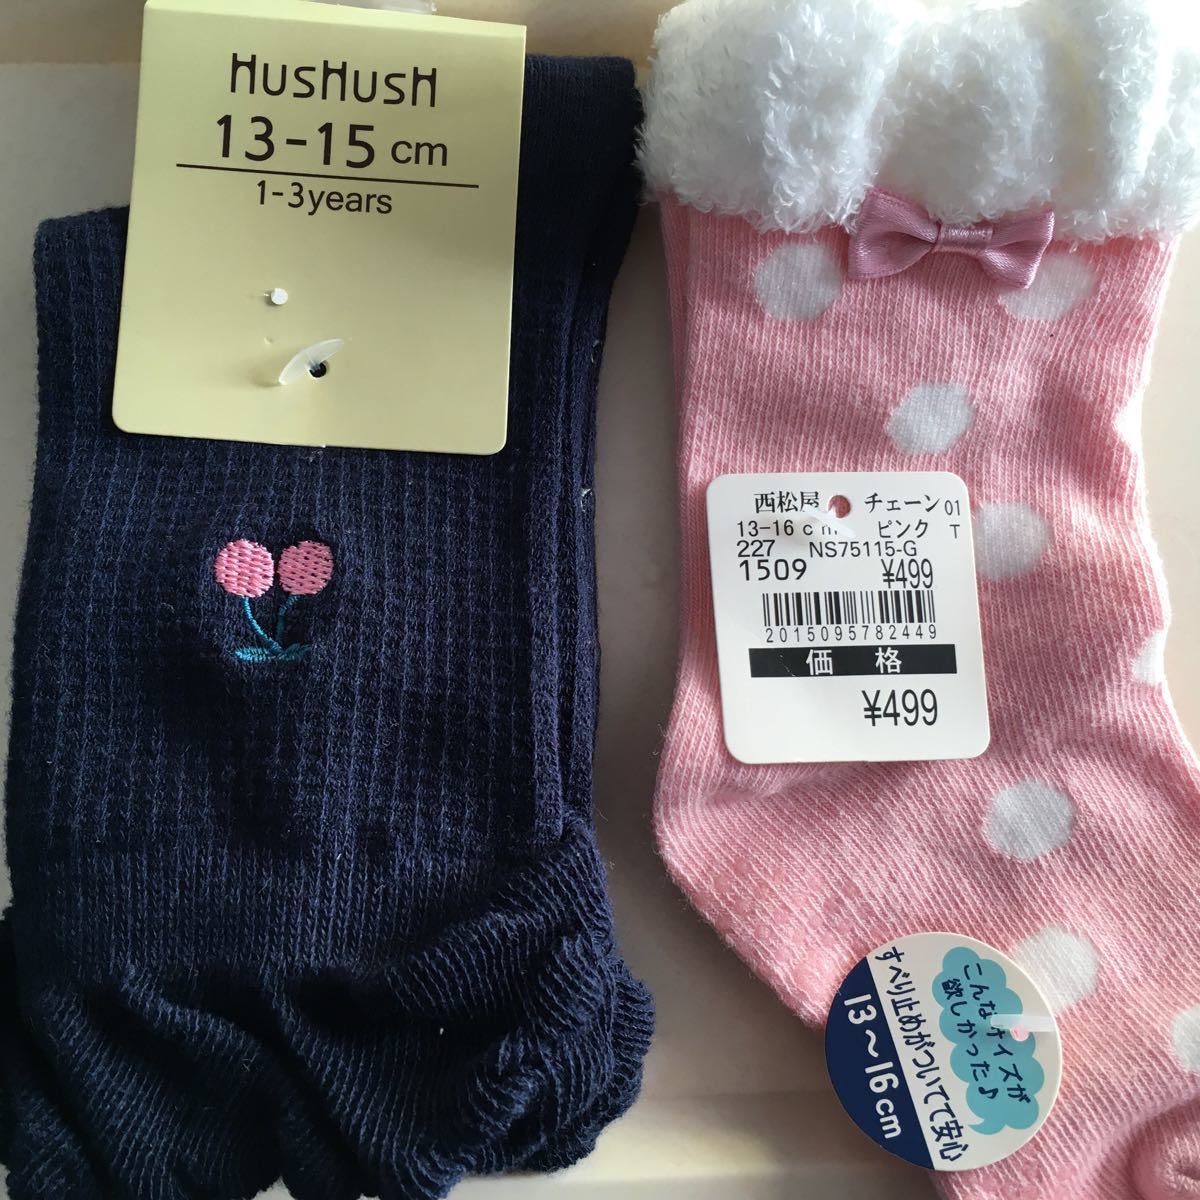 HusHusH
13-15 cm
1-3years
西松屋 チェーン 01
13-16cm ピンク T
227 NS75115-G
1509 ¥499
2015095782449
価格
¥499
こんなサイズが
欲しかった♪
すべり止めがついてて安心
13〜16cm